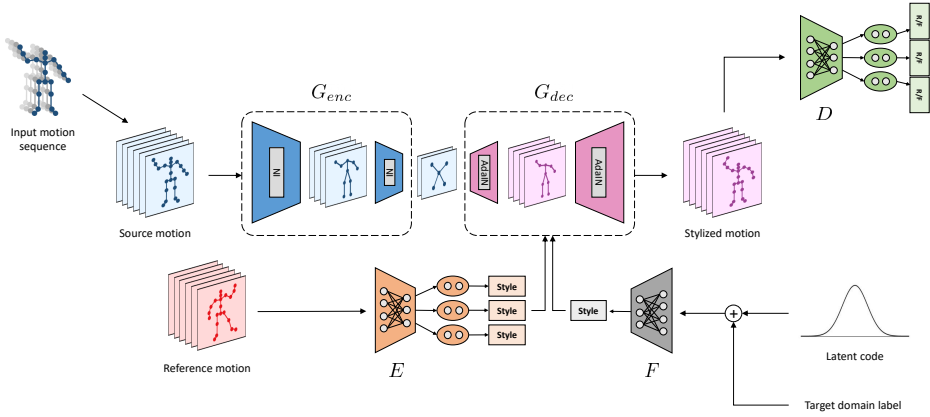 G_enc
G_dec
R/F
R/F
R/F
D
Input motion
sequence
IN
IN
AdaIN
AdaIN
Source motion
Stylized motion
Style
Style
Style
Style
+
Reference motion
E
F
Latent code
Target domain label